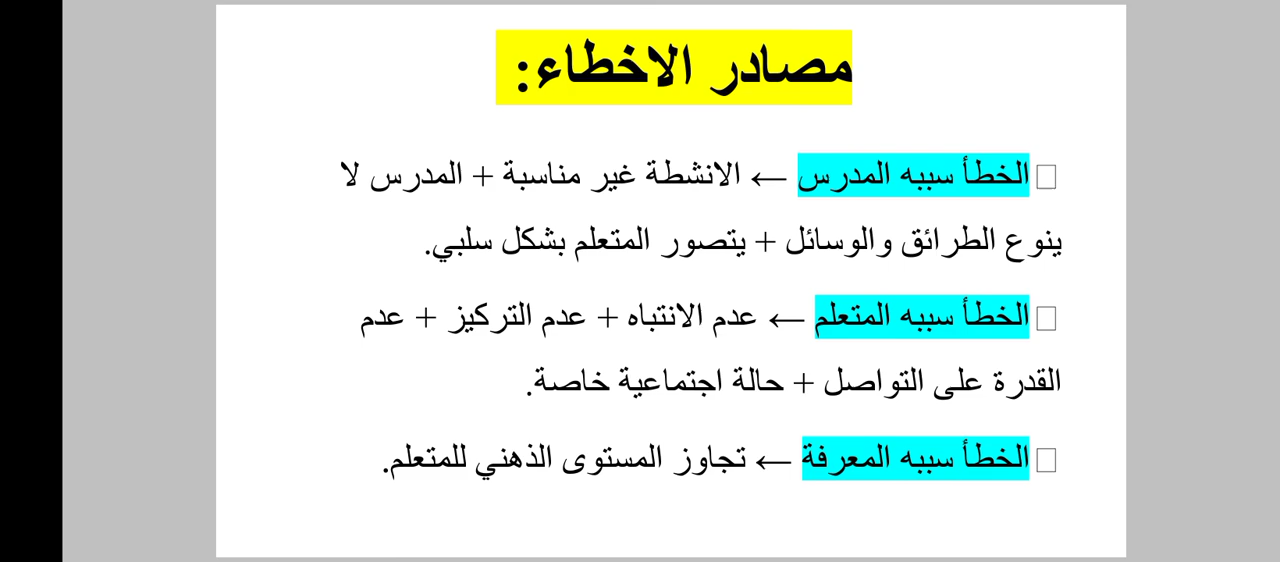 مصادر الاخطاء:
□ الخطأ سببه المدرس ← الانشطة غير مناسبة + المدرس لا
ينوع الطرائق والوسائل + يتصور المتعلم بشكل سلبي.
□ الخطأ سببه المتعلم ← عدم الانتباه + عدم التركيز + عدم
القدرة على التواصل + حالة اجتماعية خاصة.
□ الخطأ سببه المعرفة ← تجاوز المستوى الذهني للمتعلم.